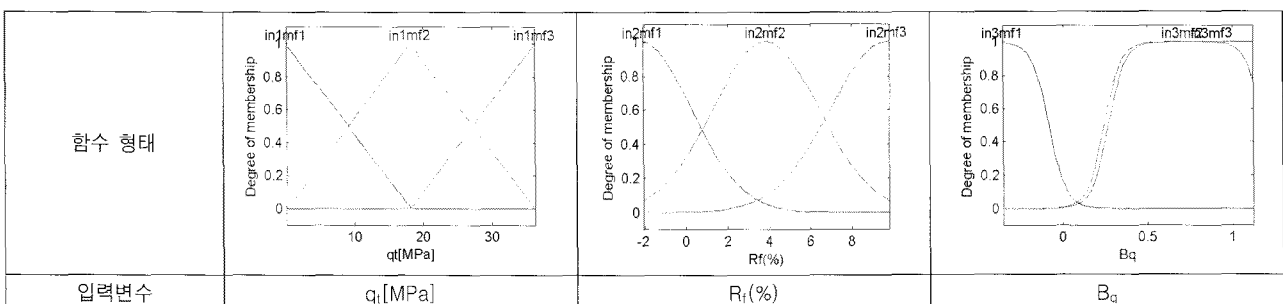 함수 형태
in1mf1 in1mf2 in1mf3
Degree of membership
1
0.8
0.6
0.4
0.2
0
10 20 30
qt[MPa]
in2mf1 in2mf2 in2mf3
Degree of membership
1
0.8
0.6
0.4
0.2
0
-2 0 2 4 6 8
Rf(%)
in3mf1 in3mf3
Degree of membership
1
0.8
0.6
0.4
0.2
0
0 0.5 1
Bq
입력변수 qt[MPa] Rf(%) Bq